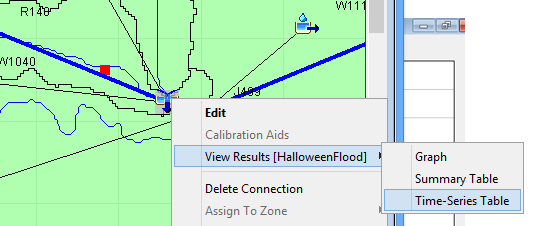 R140
W111
W1040
J499
Edit
Calibration Aids
View Results [HalloweenFlood]
Graph
Summary Table
Time-Series Table
Delete Connection
Assign To Zone